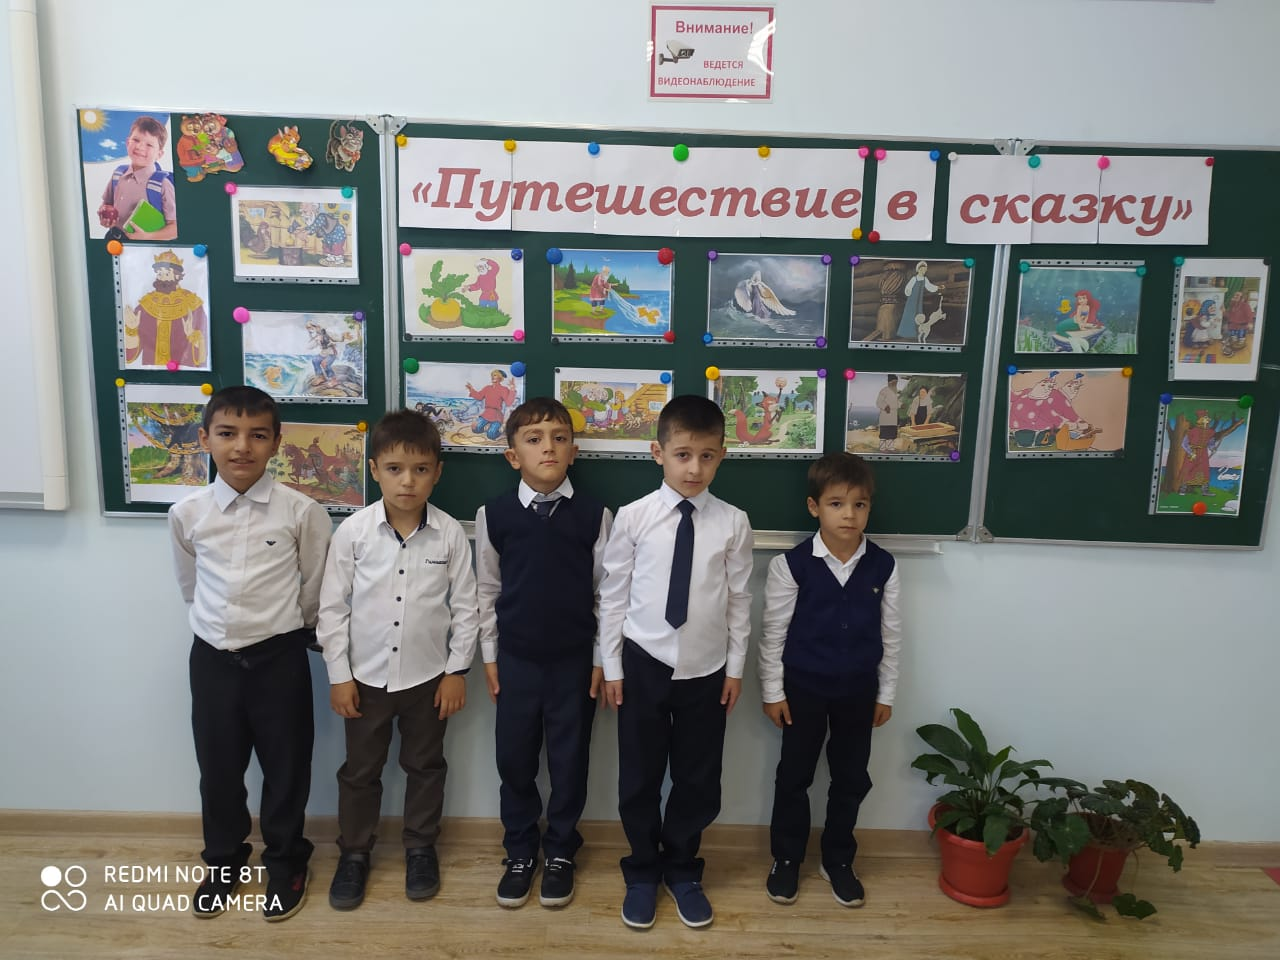 Внимание!
ВЕДЕТСЯ
ВИДЕОНАБЛЮДЕНИЕ
«Путешествие в сказку»
REDMI NOTE 8T
AI QUAD CAMERA